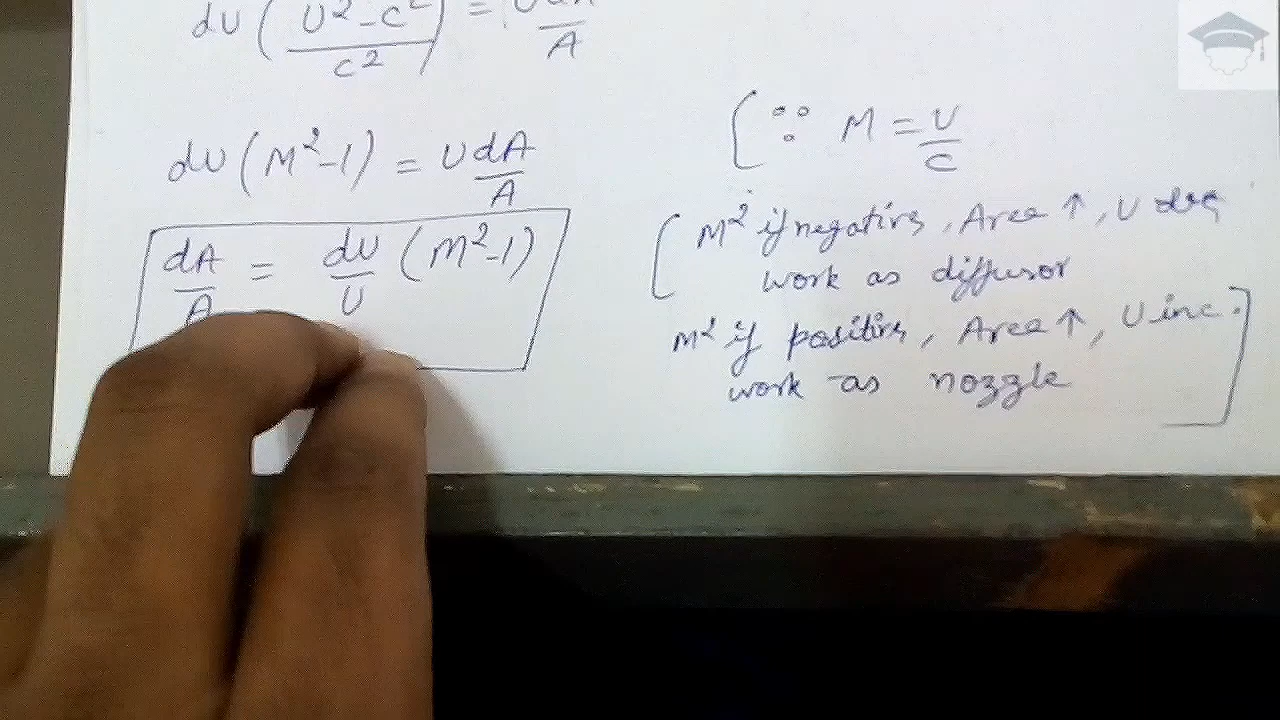 dU ( U²-C² / C² ) = U dA / A
dU (M²-1) = U dA / A
dA / A = dU / U (M²-1)
[ ∵ M = U / C
[ M² if negative, Area ↑, U dec
work as diffusor
M² if positive, Area ↑, U inc. ]
work as nozzle